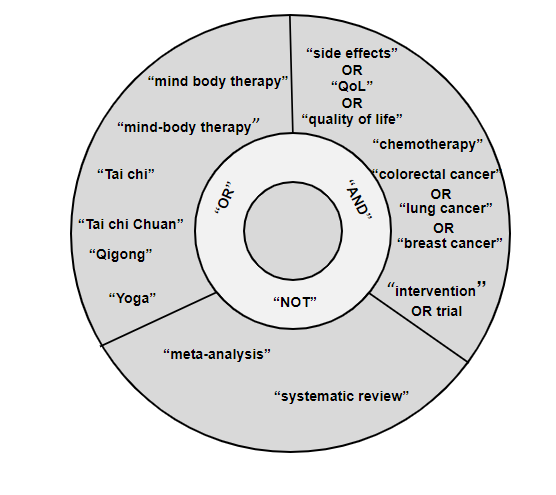 “side effects”
OR
“QoL”
OR
“quality of life”
“chemotherapy”
“colorectal cancer”
OR
“lung cancer”
OR
“breast cancer”
“intervention”
OR trial
“mind body therapy”
“mind-body therapy”
“Tai chi”
“Tai chi Chuan”
“Qigong”
“Yoga”
“OR”
“AND”
“NOT”
“meta-analysis”
“systematic review”